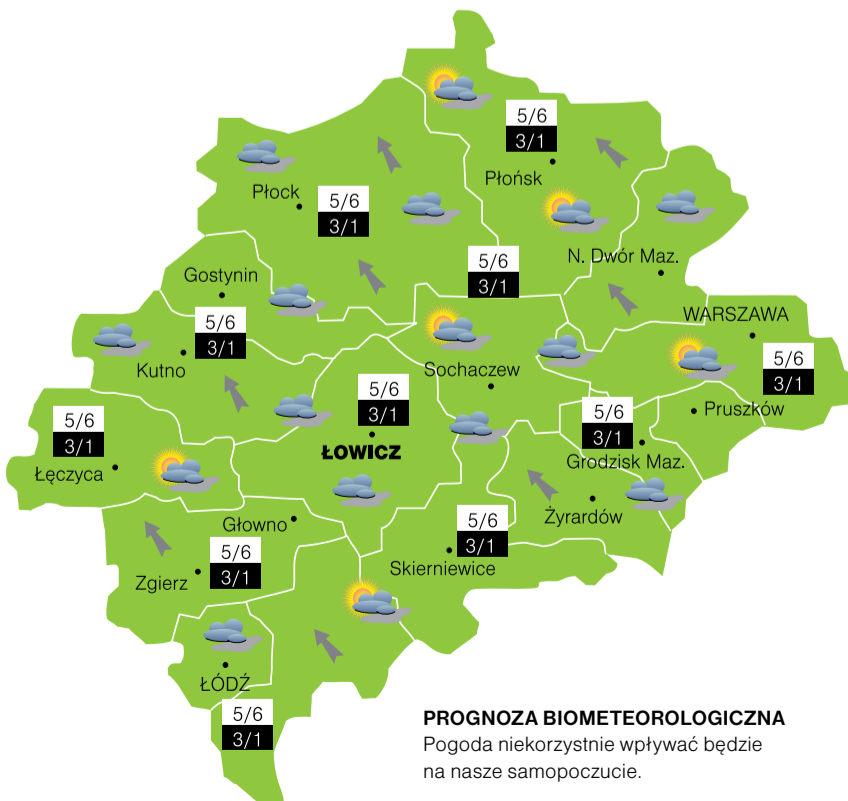 5/6
3/1
Płońsk
Płock
5/6
3/1
N. Dwór Maz.
5/6
3/1
Gostynin
WARSZAWA
5/6
3/1
Kutno
Sochaczew
5/6
3/1
5/6
3/1
Pruszków
5/6
3/1
5/6
3/1
ŁOWICZ
Grodzisk Maz.
Łęczyca
Żyrardów
Głowno
5/6
3/1
Skierniewice
5/6
3/1
Zgierz
ŁÓDŹ
5/6
3/1
PROGNOZA BIOMETEOROLOGICZNA
Pogoda niekorzystnie wpływać będzie
na nasze samopoczucie.